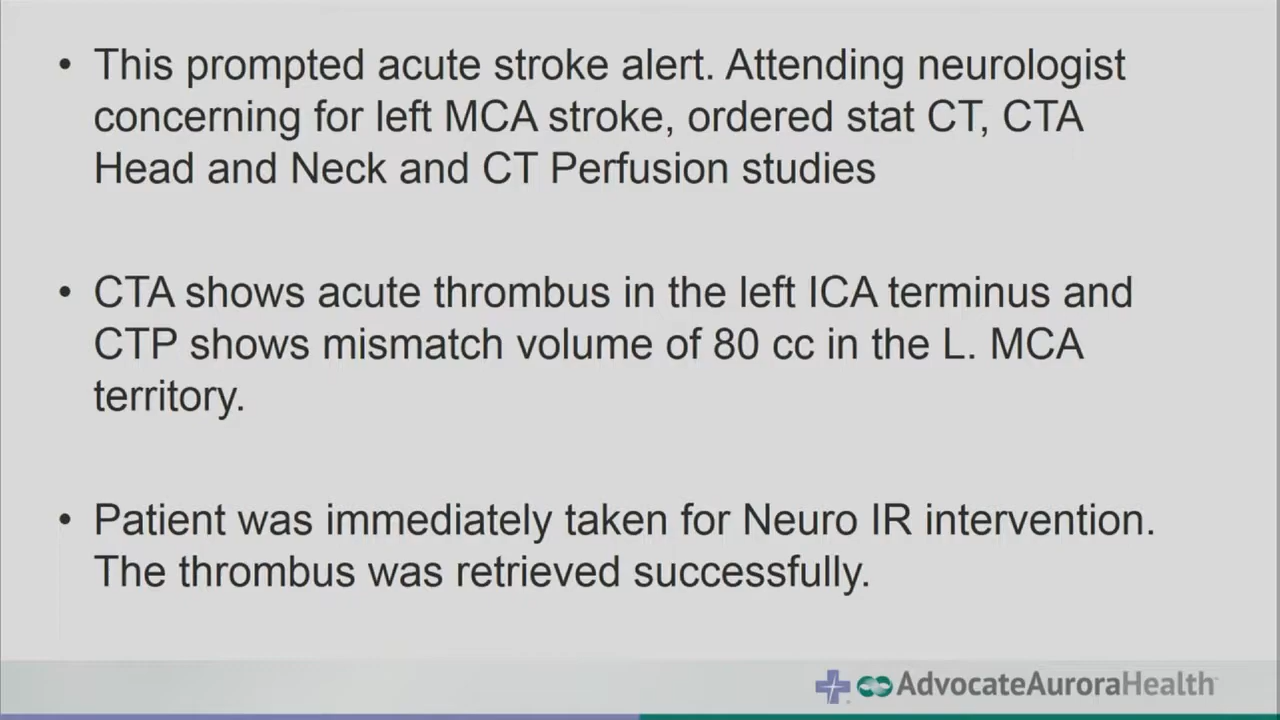 • This prompted acute stroke alert. Attending neurologist
concerning for left MCA stroke, ordered stat CT, CTA
Head and Neck and CT Perfusion studies
• CTA shows acute thrombus in the left ICA terminus and
CTP shows mismatch volume of 80 cc in the L. MCA
territory.
• Patient was immediately taken for Neuro IR intervention.
The thrombus was retrieved successfully.
AdvocateAuroraHealth